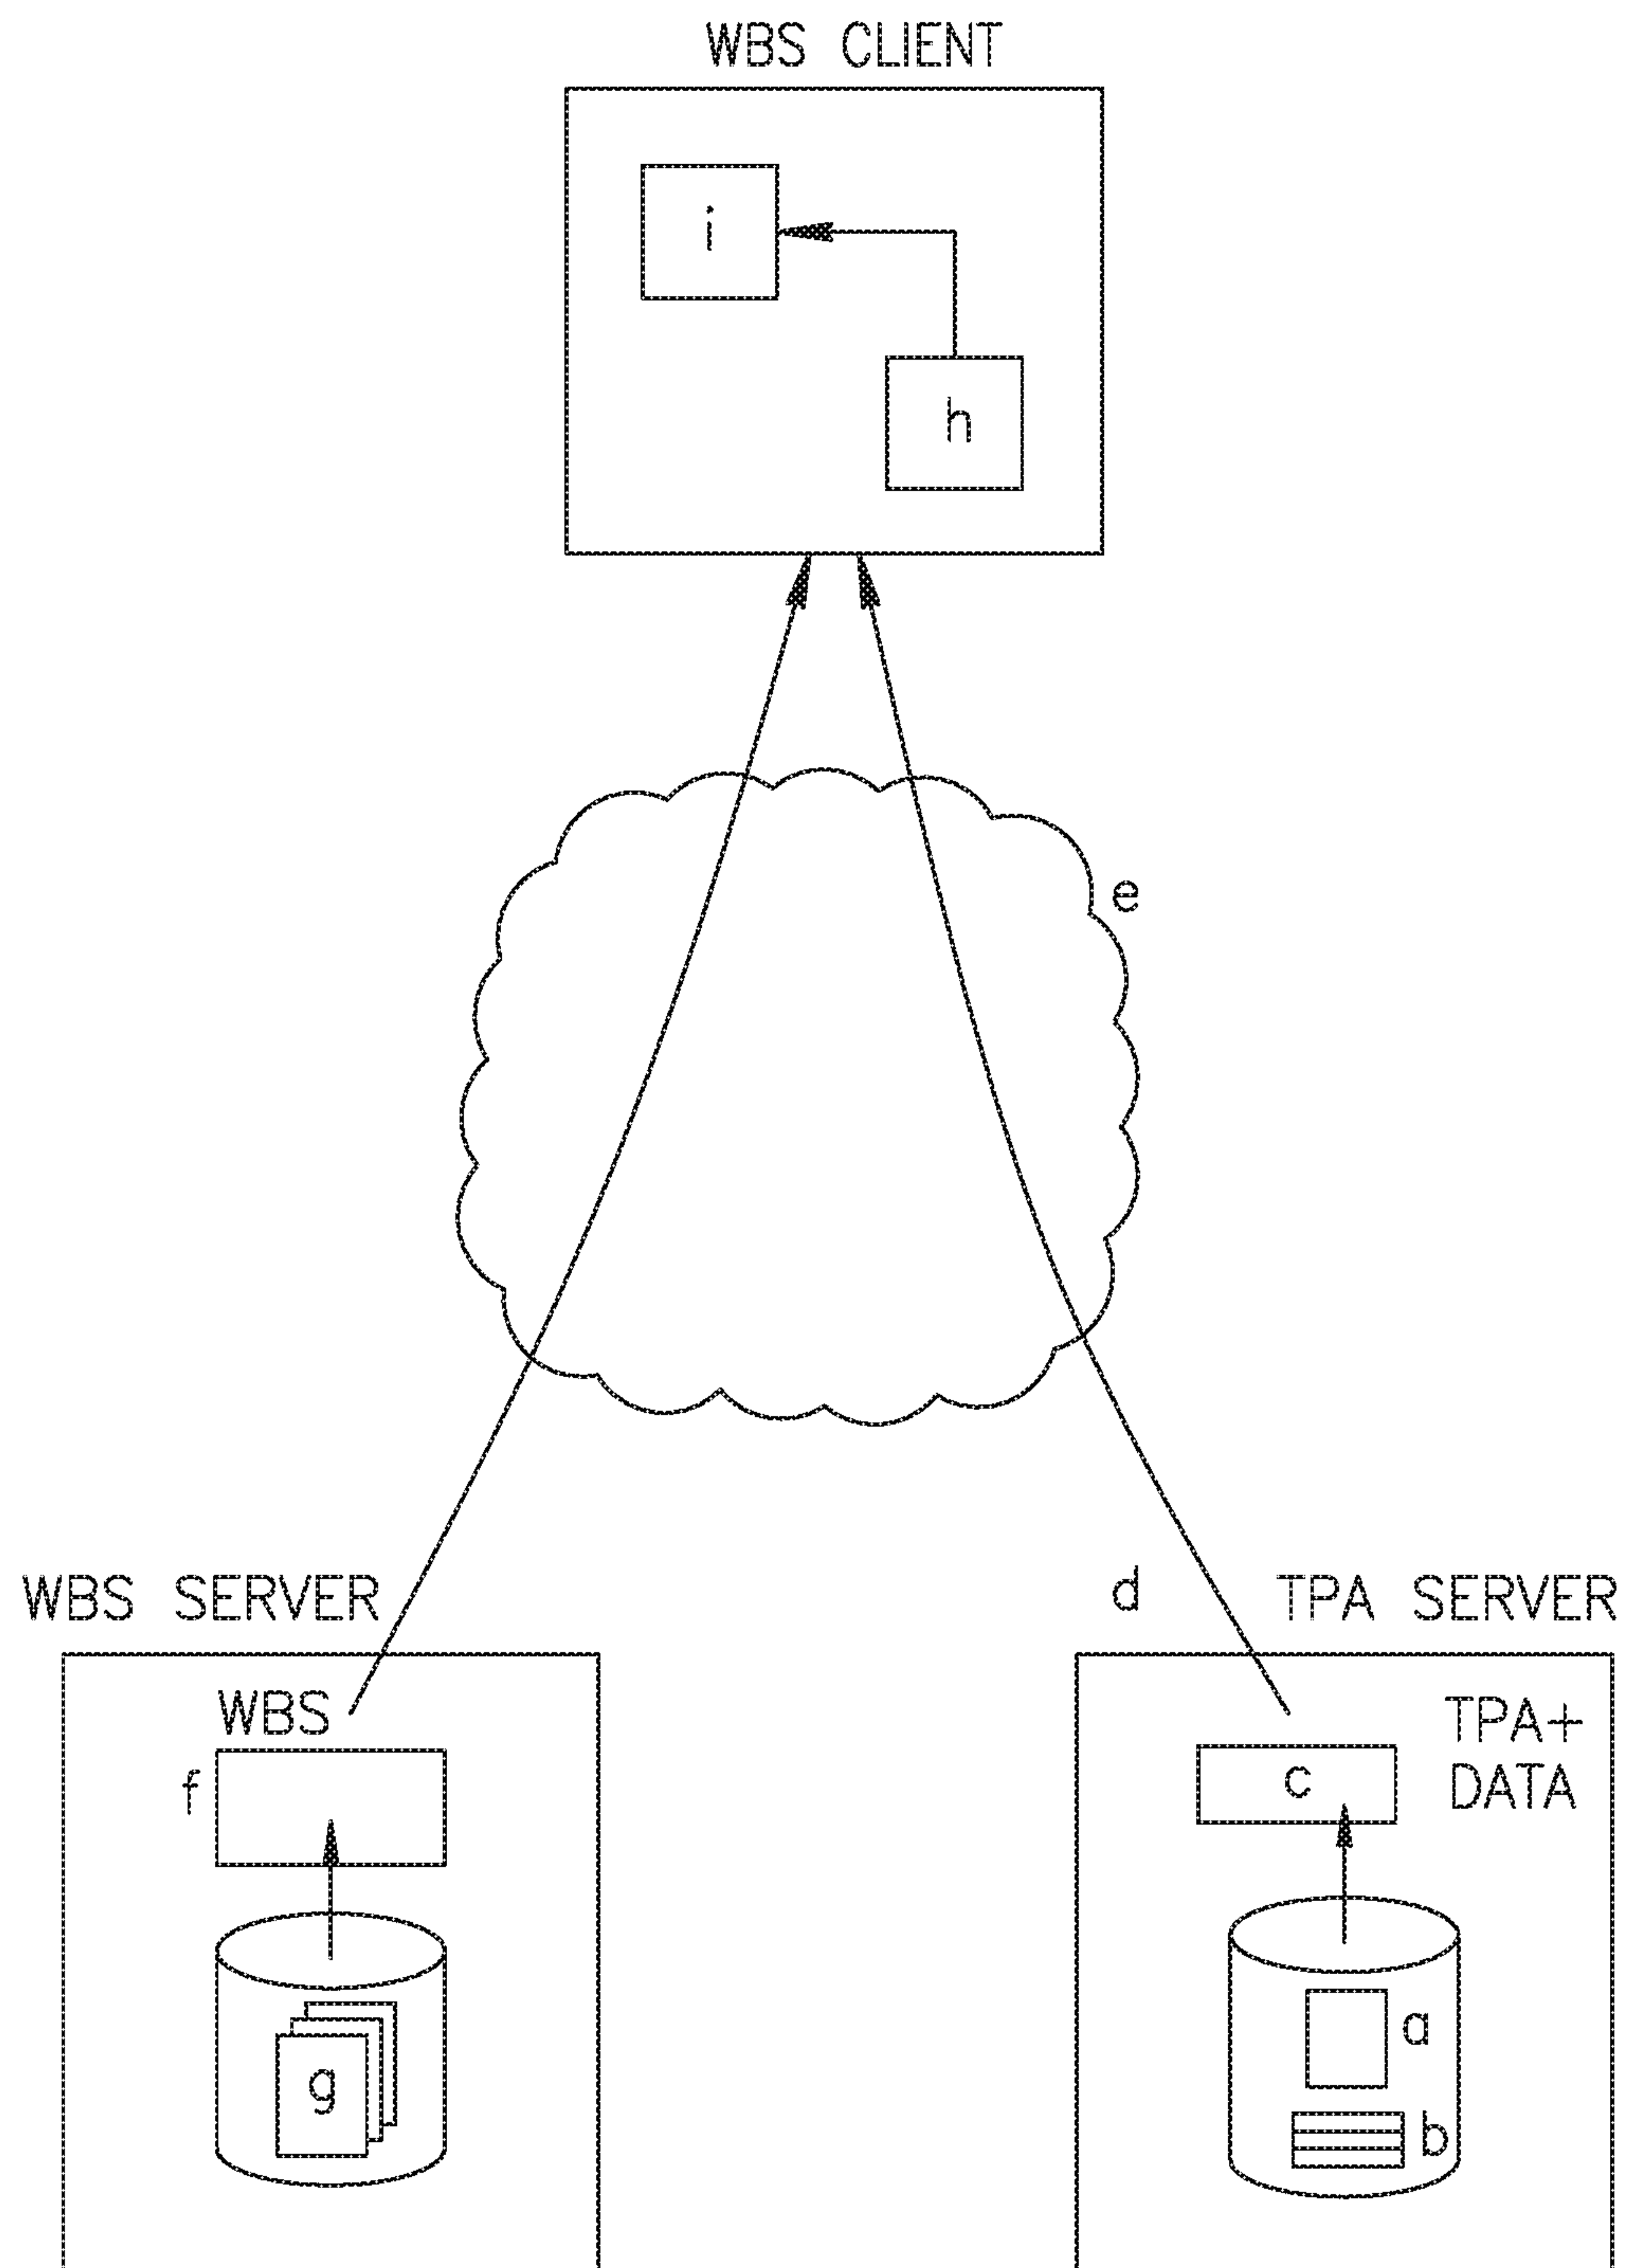 WBS CLIENT
i
h
e
WBS SERVER
d
TPA SERVER
WBS
f
TPA+
DATA
c
g
a
b